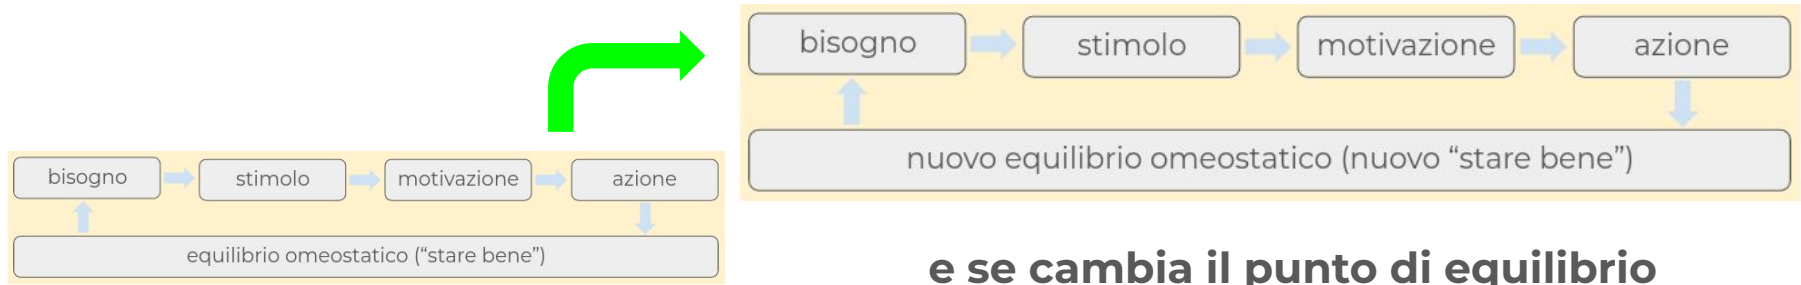 bisogno
stimolo
motivazione
azione
nuovo equilibrio omeostatico (nuovo “stare bene”)
bisogno
stimolo
motivazione
azione
equilibrio omeostatico (“stare bene”)
e se cambia il punto di equilibrio